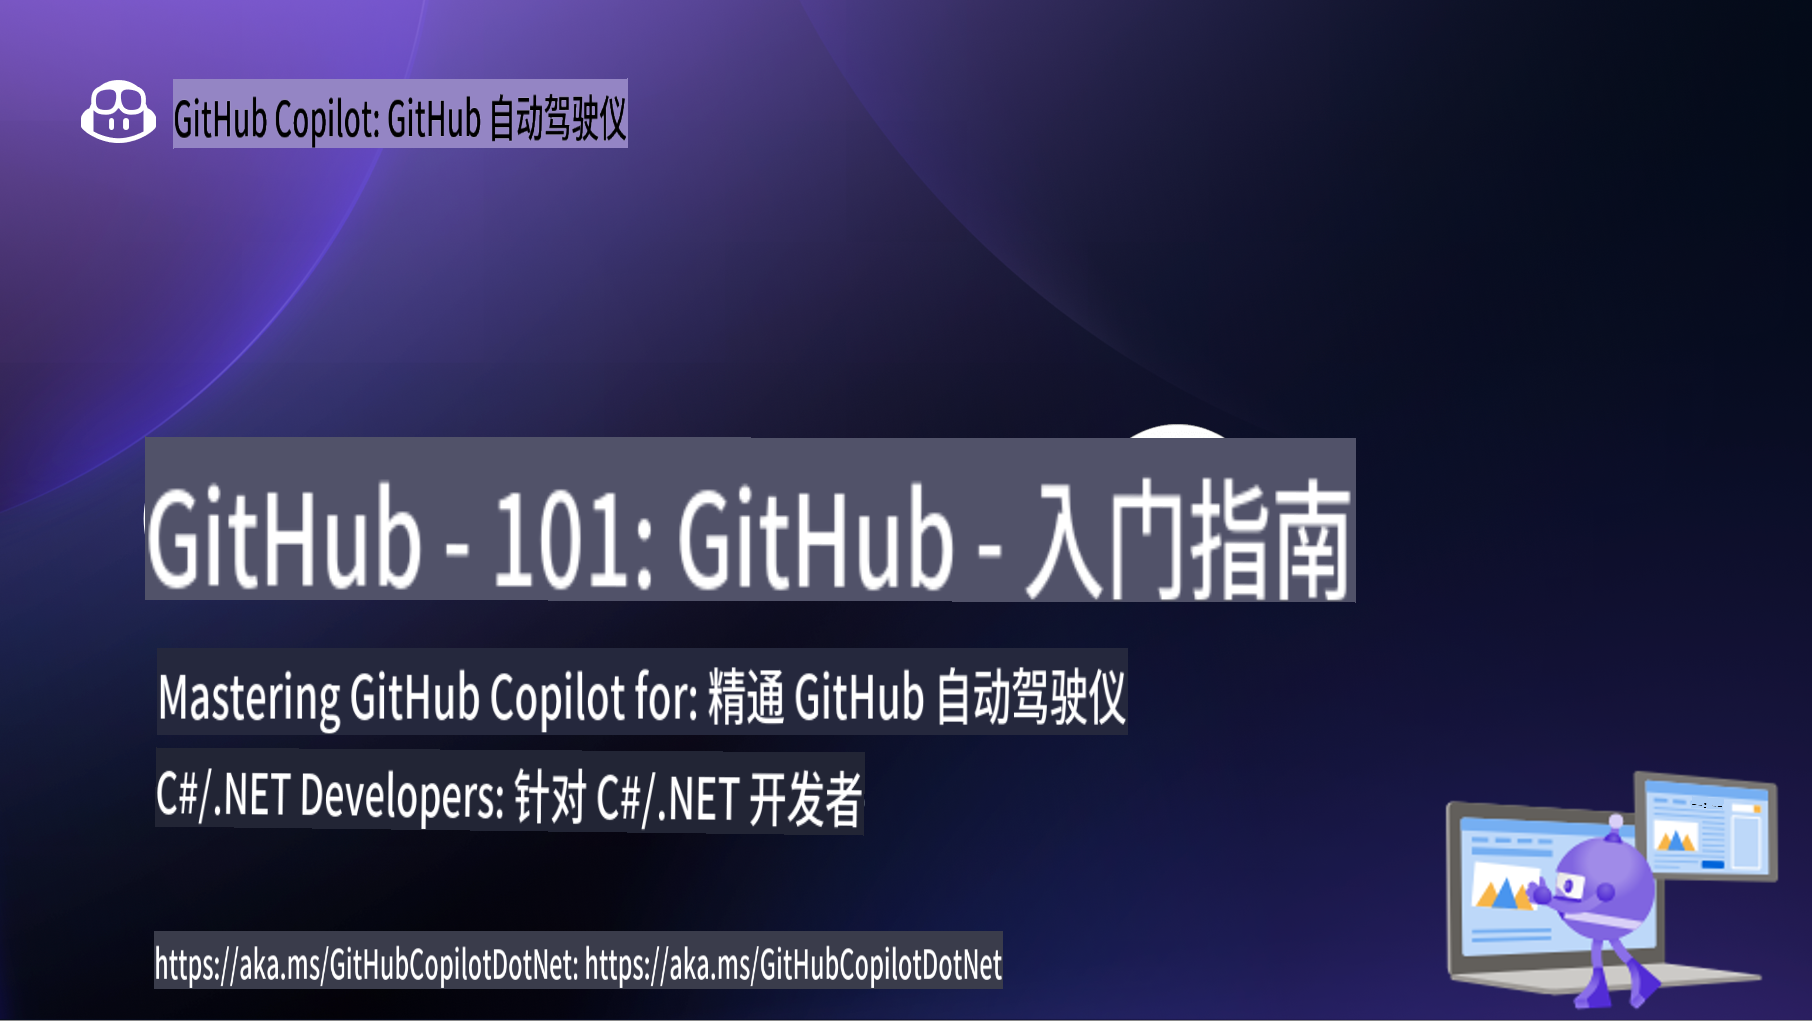 GitHub Copilot: GitHub 自动驾驶仪
GitHub - 101: GitHub - 入门指南
Mastering GitHub Copilot for: 精通 GitHub 自动驾驶仪
C#/.NET Developers: 针对 C#/.NET 开发者
https://aka.ms/GitHubCopilotDotNet: https://aka.ms/GitHubCopilotDotNet